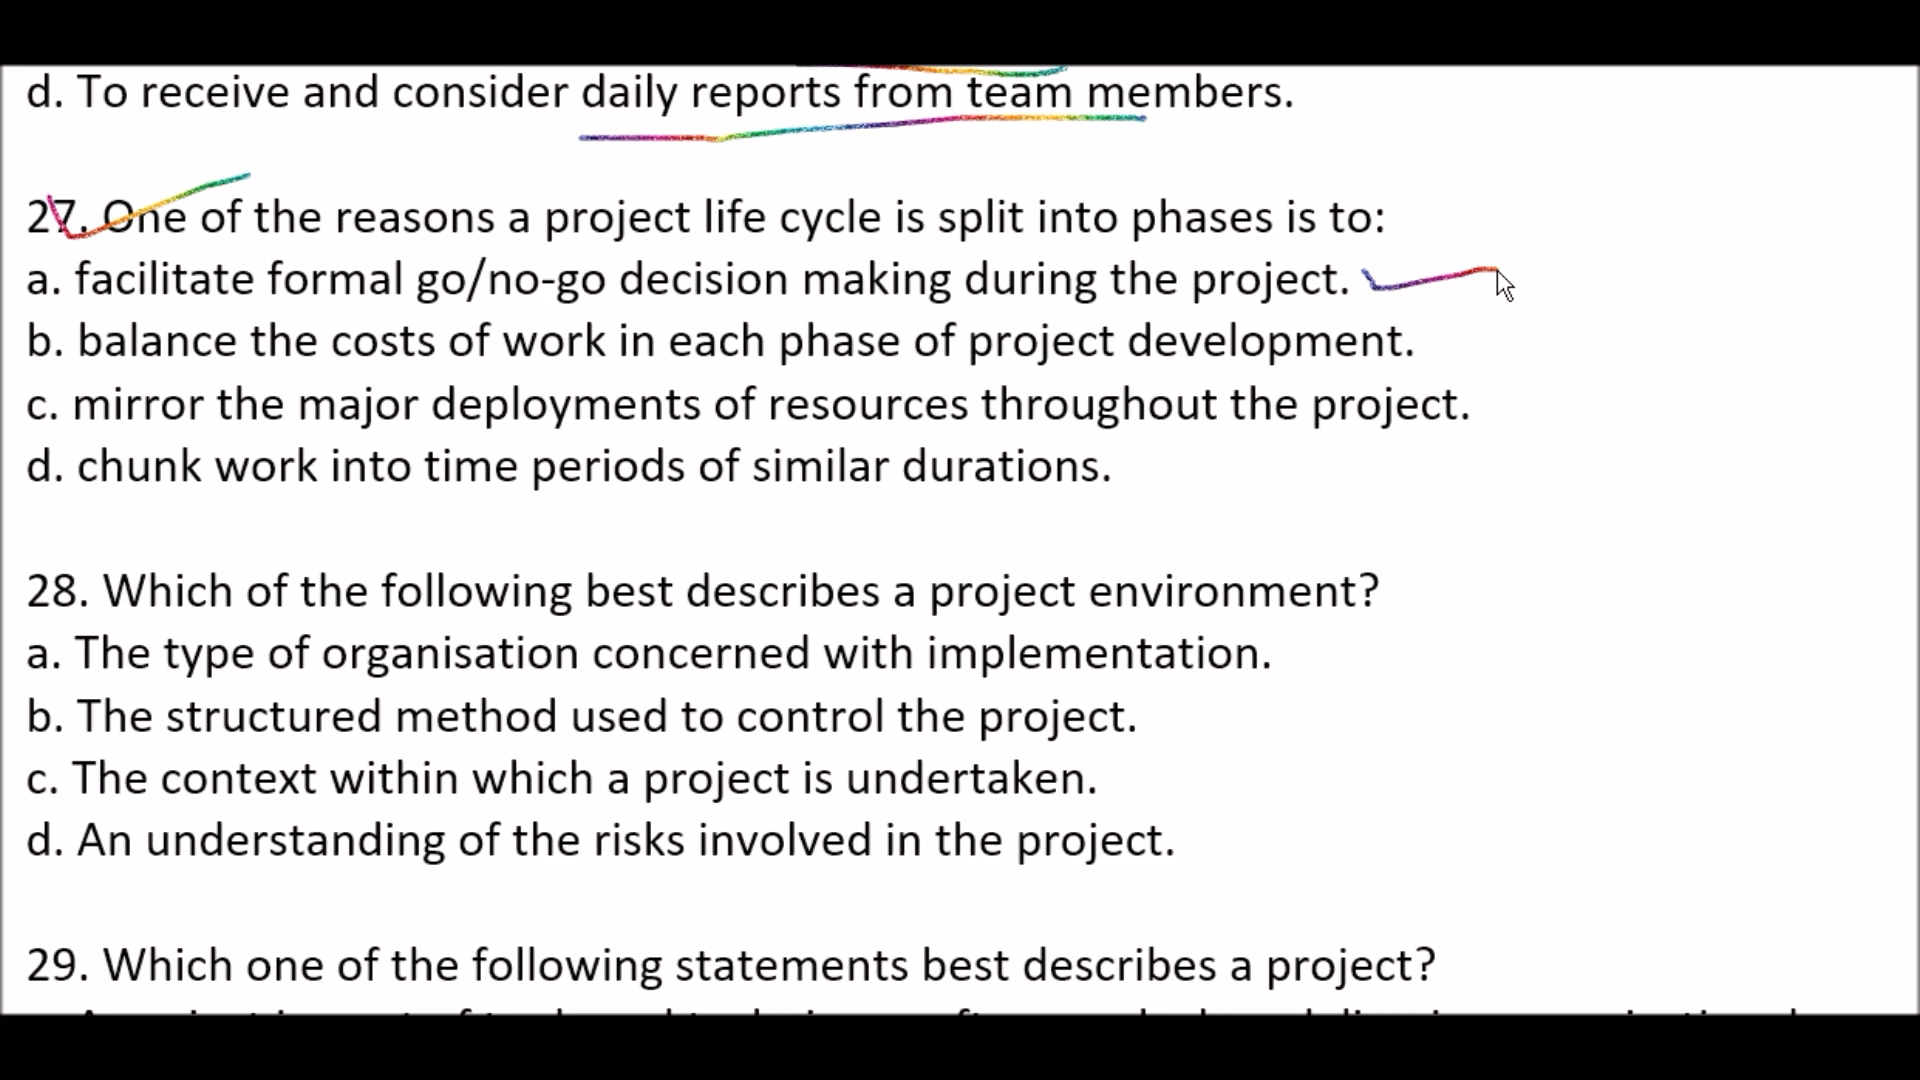 d. To receive and consider daily reports from team members.
27. One of the reasons a project life cycle is split into phases is to:
a. facilitate formal go/no-go decision making during the project.
b. balance the costs of work in each phase of project development.
c. mirror the major deployments of resources throughout the project.
d. chunk work into time periods of similar durations.
28. Which of the following best describes a project environment?
a. The type of organisation concerned with implementation.
b. The structured method used to control the project.
c. The context within which a project is undertaken.
d. An understanding of the risks involved in the project.
29. Which one of the following statements best describes a project?